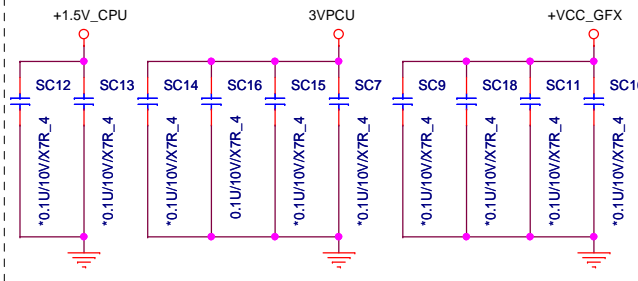 +1.5V_CPU
3VPCU
+VCC_GFX
SC12
SC13
SC14
SC16
SC15
SC7
SC9
SC18
SC11
SC10
*0.1U/10V/X7R_4
*0.1U/10V/X7R_4
*0.1U/10V/X7R_4
0.1U/10V/X7R_4
*0.1U/10V/X7R_4
*0.1U/10V/X7R_4
*0.1U/10V/X7R_4
*0.1U/10V/X7R_4
*0.1U/10V/X7R_4
*0.1U/10V/X7R_4